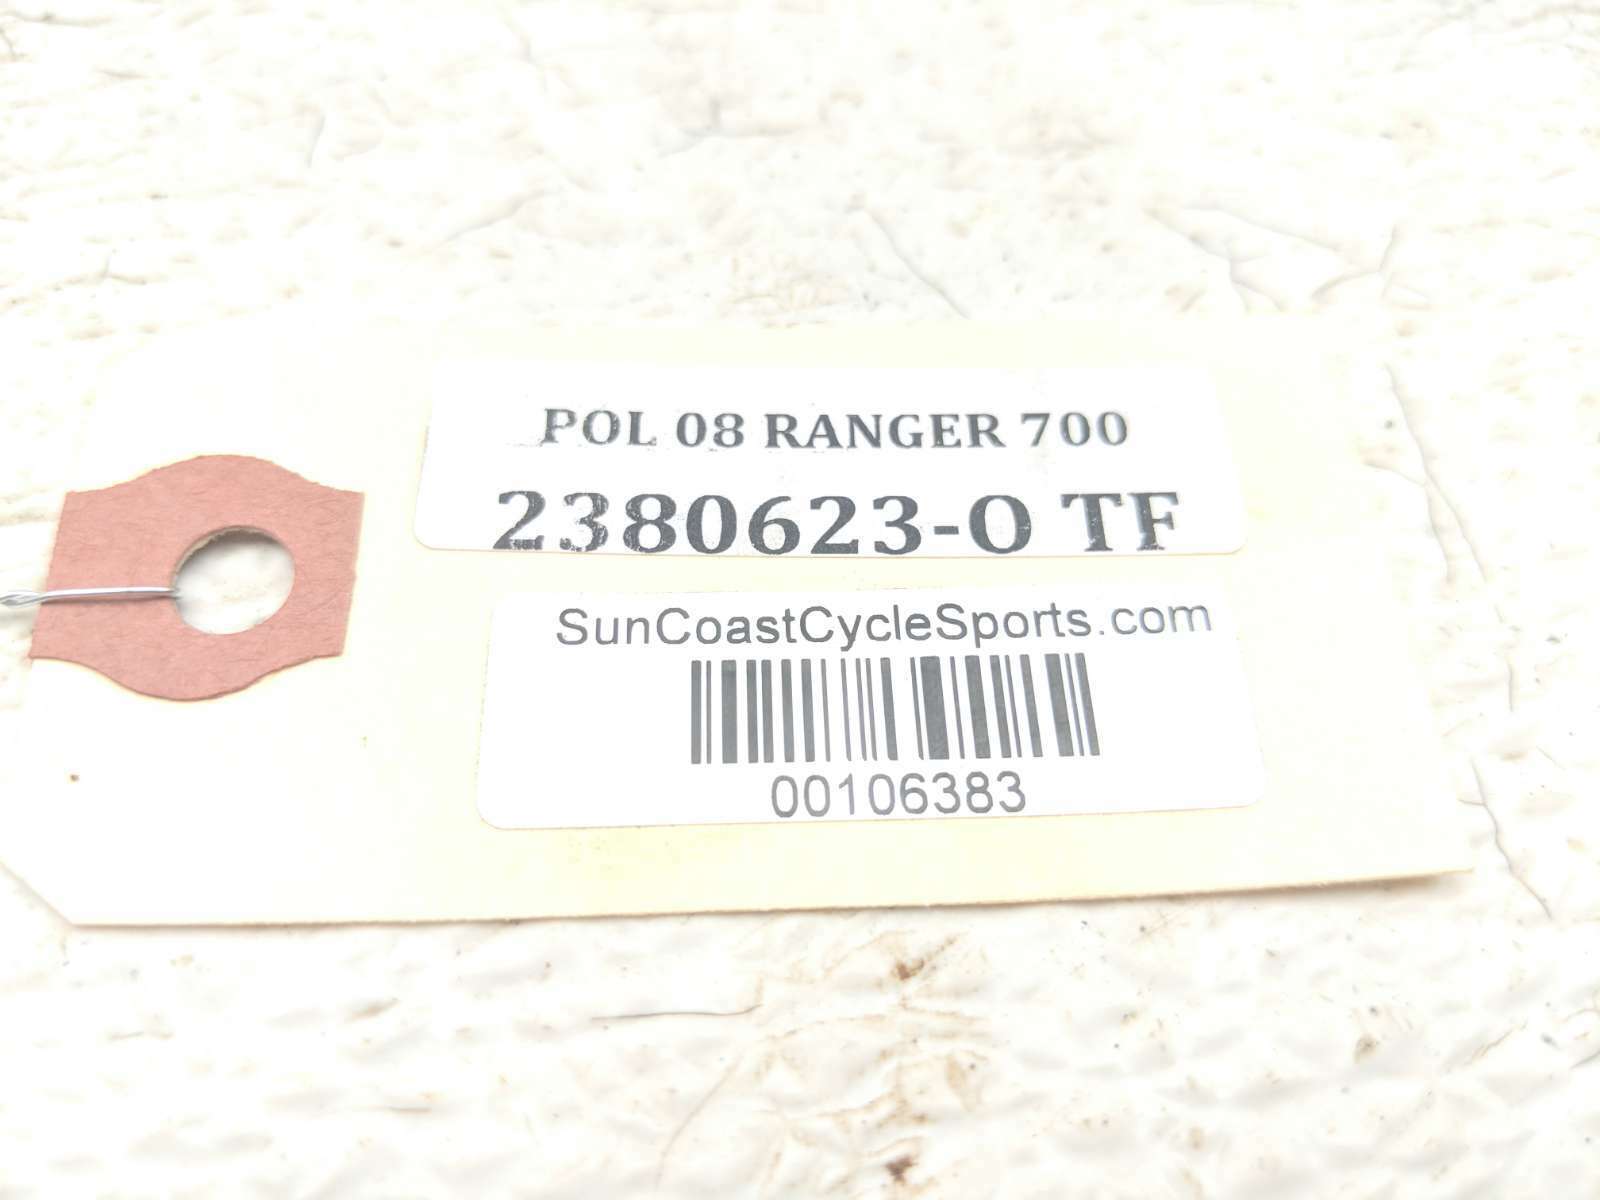 POL 08 RANGER 700
2380623-O TF
SunCoastCycleSports.com
00106383